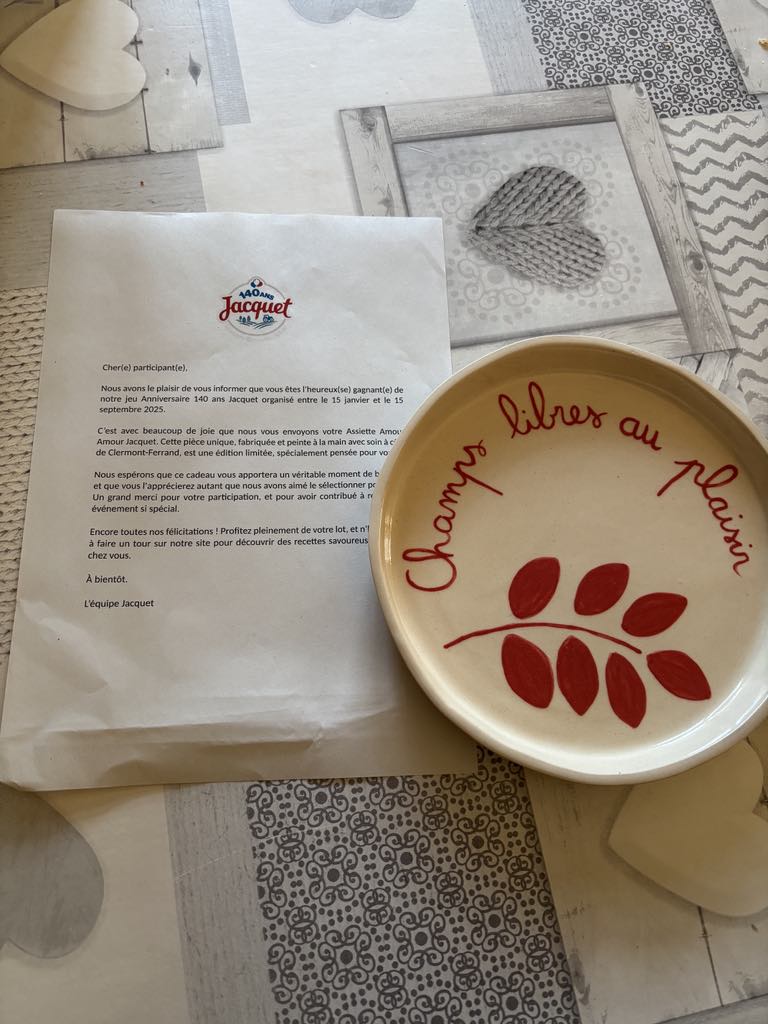 140 ANS
Jacquet
Cher(e) participant(e),
Nous avons le plaisir de vous informer que vous êtes l'heureux(se) gagnant(e) de
notre jeu Anniversaire 140 ans Jacquet organisé entre le 15 janvier et le 15
septembre 2025.
C'est avec beaucoup de joie que nous vous envoyons votre Assiette Amour
Amour Jacquet. Cette pièce unique, fabriquée et peinte à la main avec soin à
de Clermont-Ferrand, est une édition limitée, spécialement pensée pour
Nous espérons que ce cadeau vous apportera un véritable moment de
et que vous l'apprécierez autant que nous avons aimé le sélectionner
Un grand merci pour votre participation, et pour avoir contribué à
événement si spécial.
Encore toutes nos félicitations ! Profitez pleinement de votre lot, et
à faire un tour sur notre site pour découvrir des recettes
chez vous.
À bientôt.
L'équipe Jacquet
Champs libres au plaisir